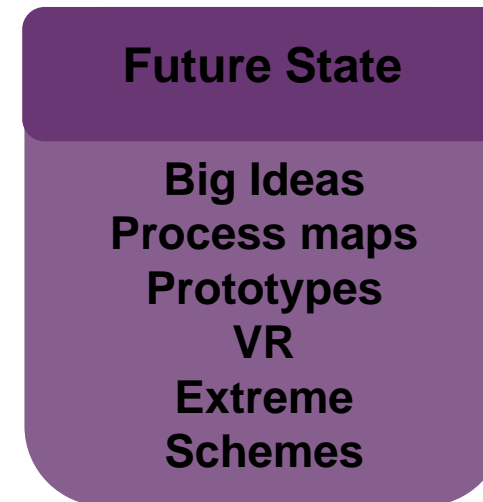 Future State
Big Ideas
Process maps
Prototypes
VR
Extreme
Schemes